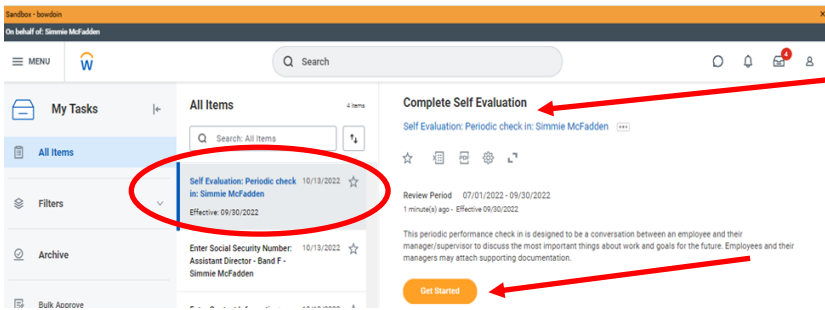 Sandbox - bowdoin
On behalf of: Simmie McFadden
MENU
Search
4
My Tasks
All Items
Filters
Archive
Bulk Approve
All Items
4 items
Search: All Items
Self Evaluation: Periodic check 10/13/2022
in: Simmie McFadden
Effective: 09/30/2022
Enter Social Security Number: 10/13/2022
Assistant Director - Band F -
Simmie McFadden
Complete Self Evaluation
Self Evaluation: Periodic check in: Simmie McFadden
PDF
Review Period 07/01/2022 - 09/30/2022
1 minute(s) ago - Effective 09/30/2022
This periodic performance check in is designed to be a conversation between an employee and their
manager/supervisor to discuss the most important things about work and goals for the future. Employees and their
managers may attach supporting documentation.
Get Started